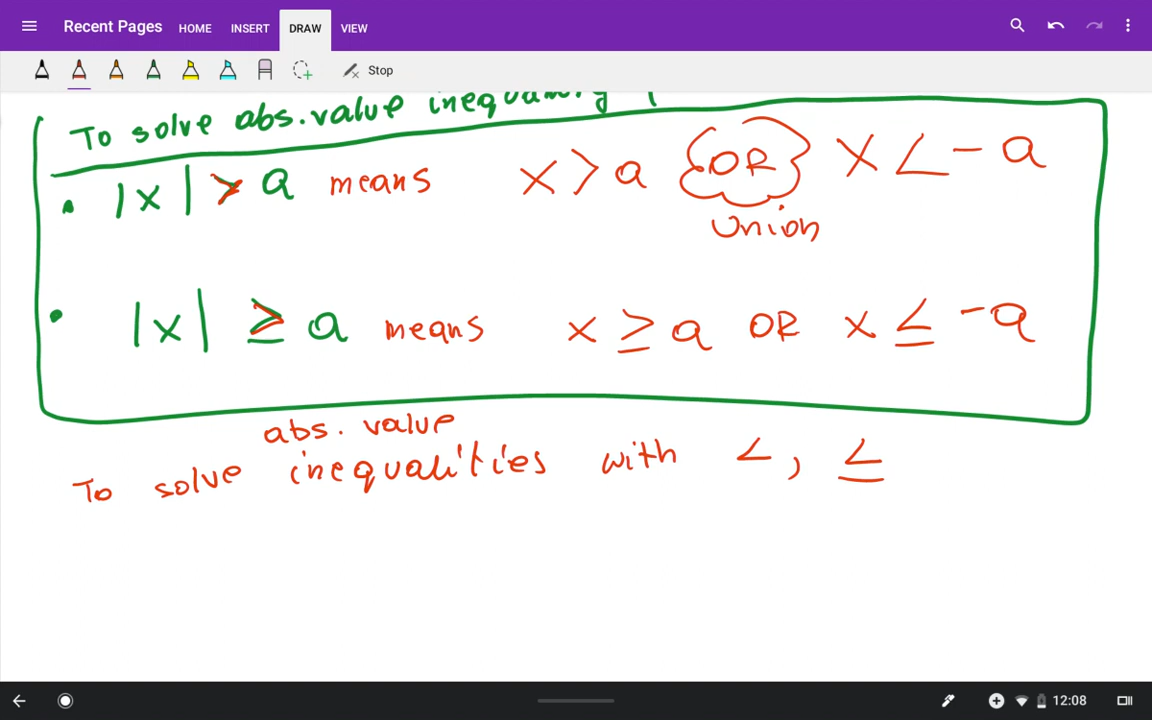 Recent Pages HOME INSERT DRAW VIEW
Stop
To solve abs.value inequality
• |x| > a means x > a {OR} x < -a
Union
• |x| ≥ a means x ≥ a OR x ≤ -a
abs. value
To solve inequalities with <, ≤
12:08